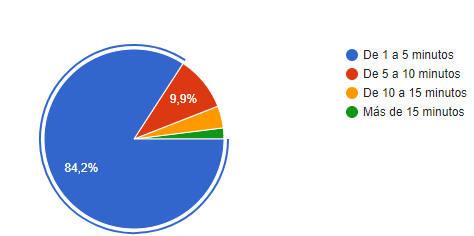 De 1 a 5 minutos
De 5 a 10 minutos
De 10 a 15 minutos
Más de 15 minutos
9,9%
84,2%